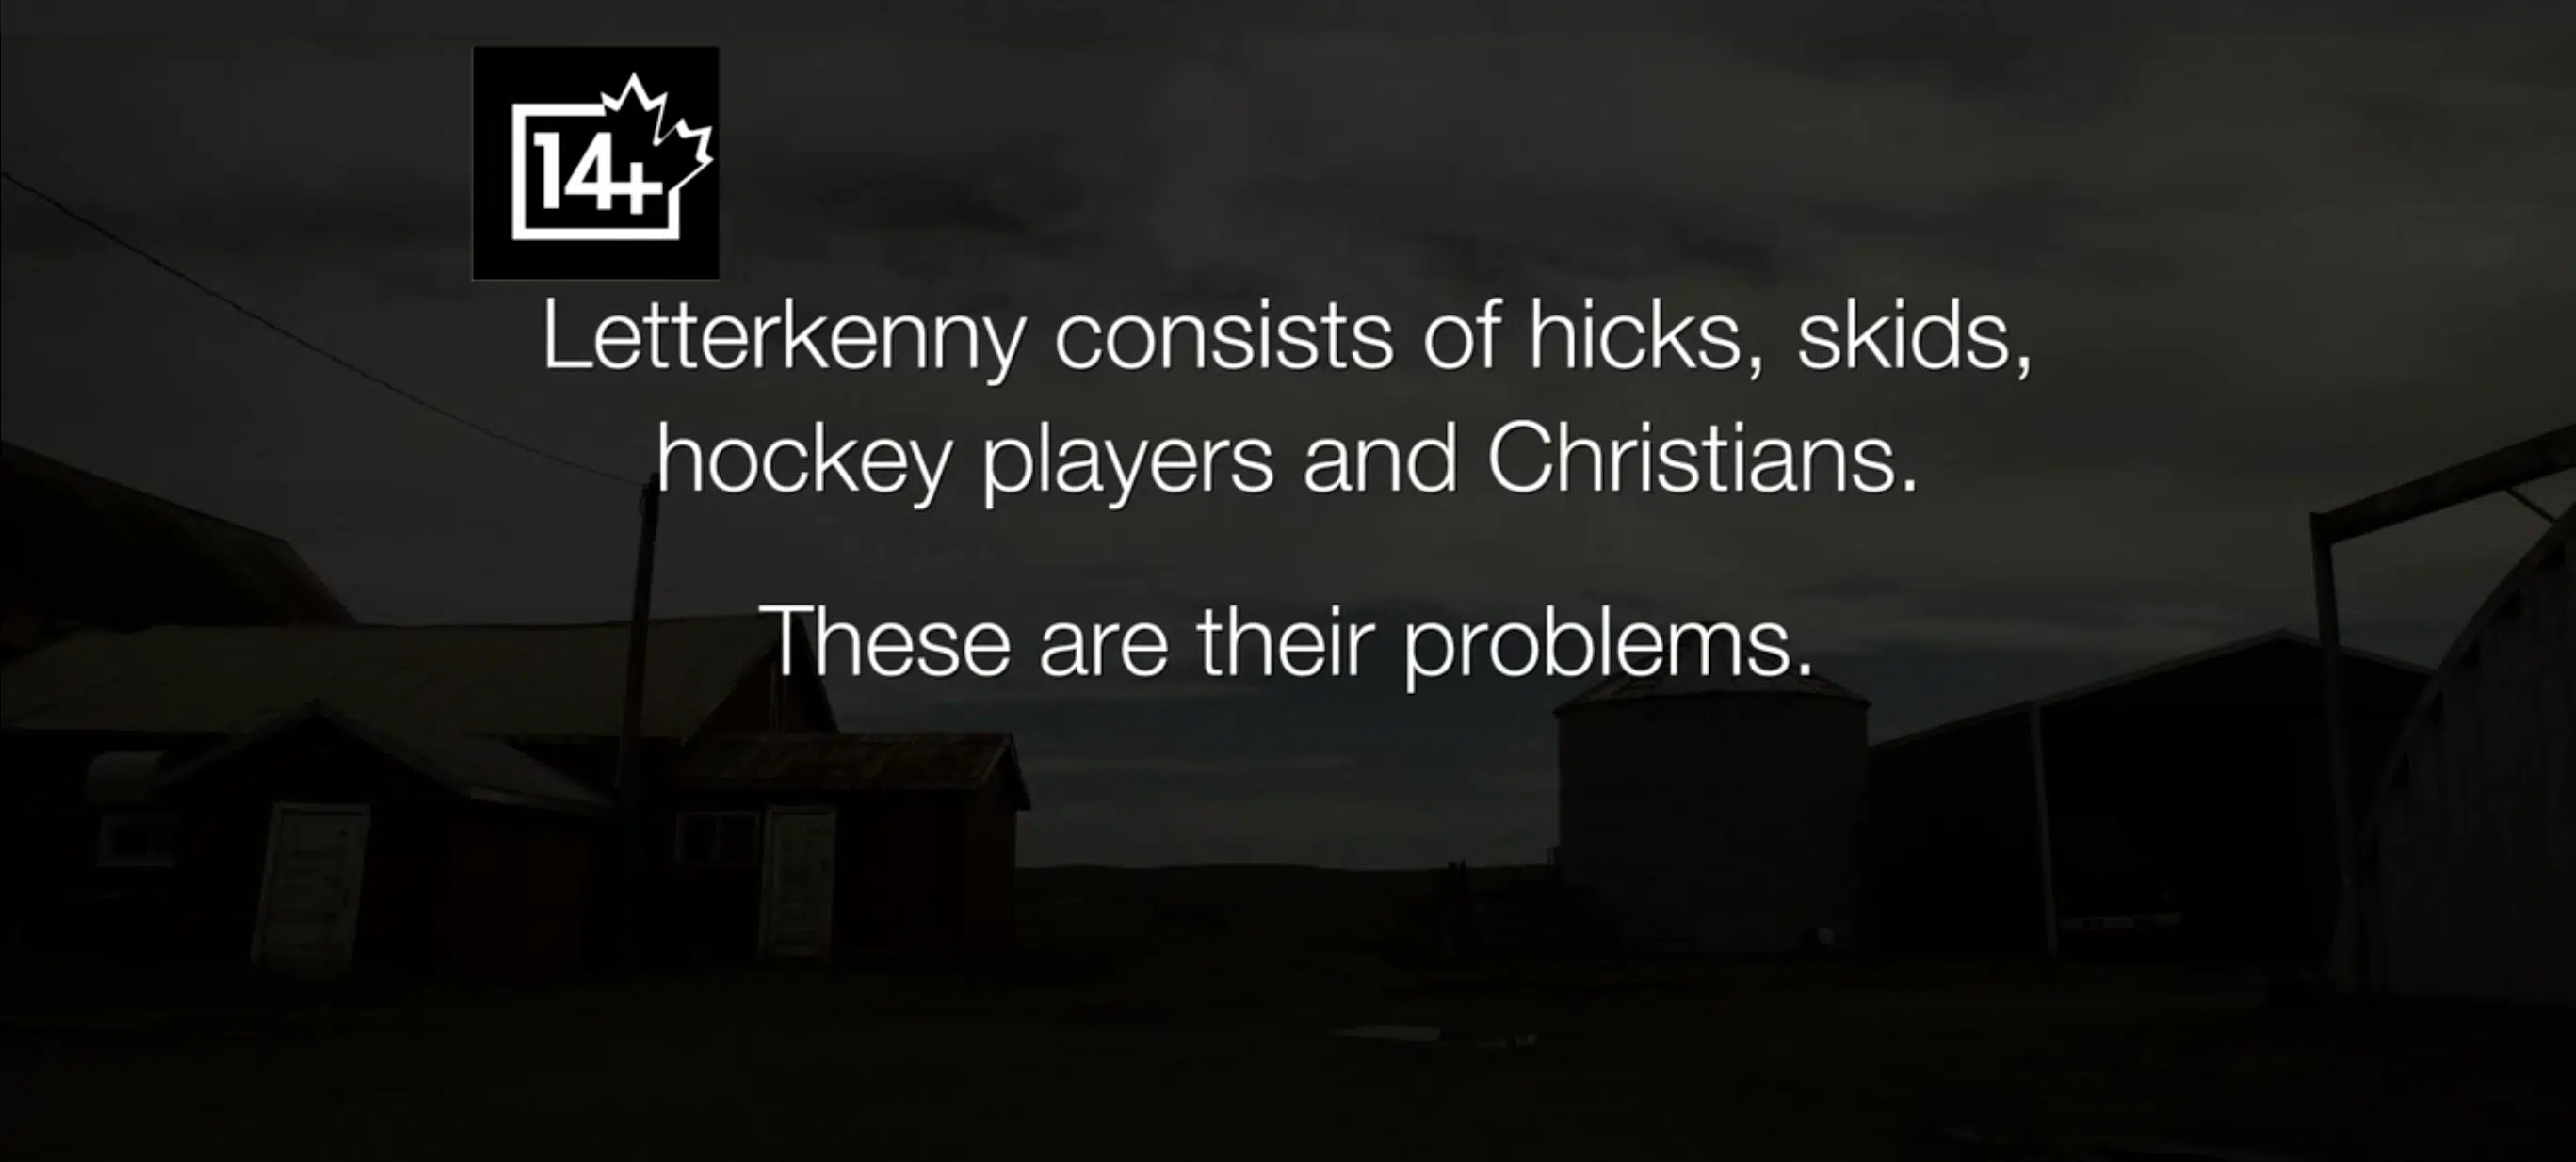 14+
Letterkenny consists of hicks, skids,
hockey players and Christians.
These are their problems.